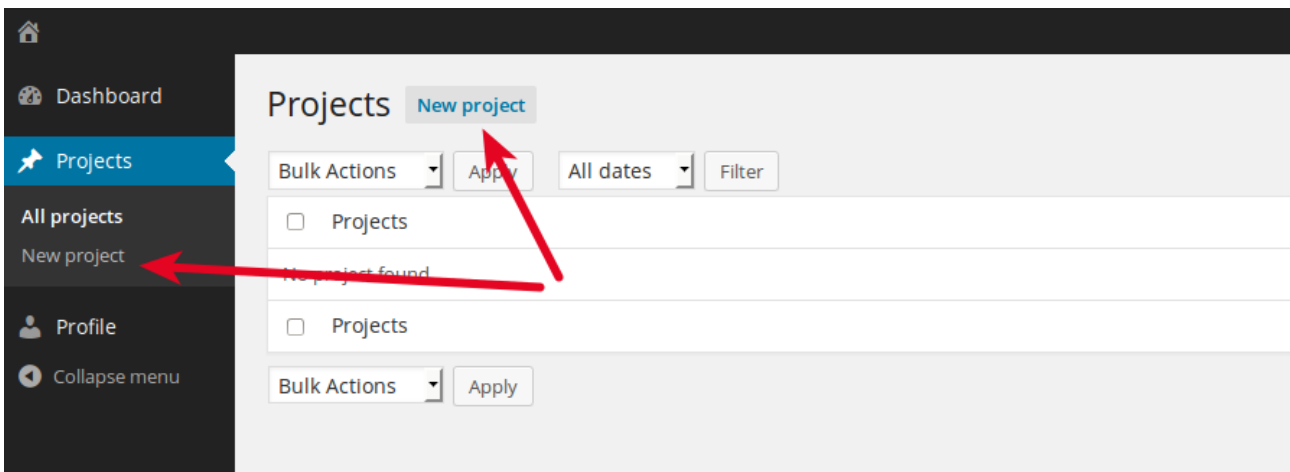 Dashboard
Projects
All projects
New project
Profile
Collapse menu
Projects New project
Bulk Actions Apply All dates Filter
Projects
No project found
Projects
Bulk Actions Apply